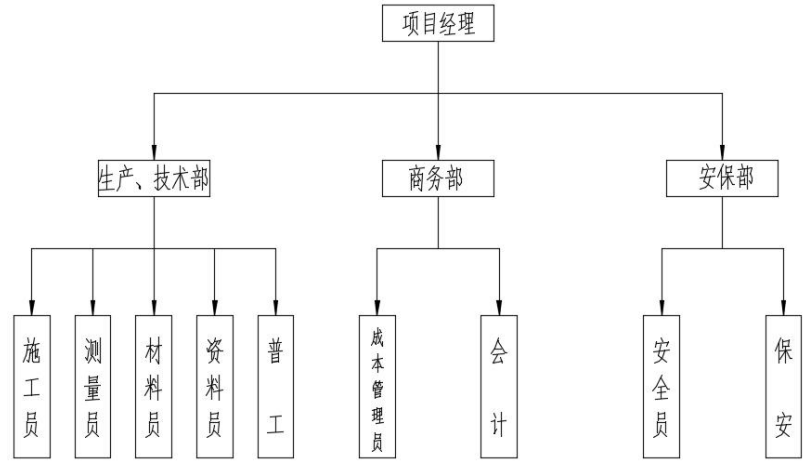 项目经理
生产、技术部
商务部
安保部
施工员
测量员
材料员
资料员
普工
成本管理员
会计
安全员
保安